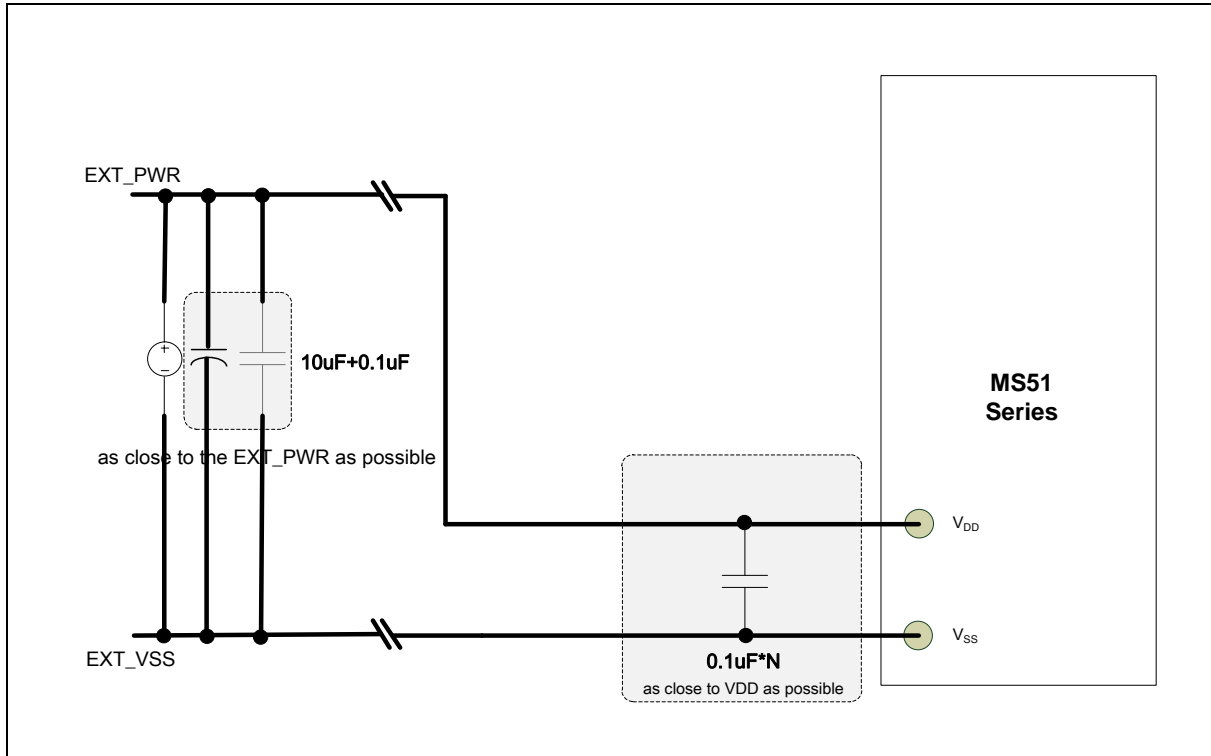 EXT_PWR
10uF+0.1uF
as close to the EXT_PWR as possible
EXT_VSS
MS51
Series
VDD
VSS
0.1uF*N
as close to VDD as possible